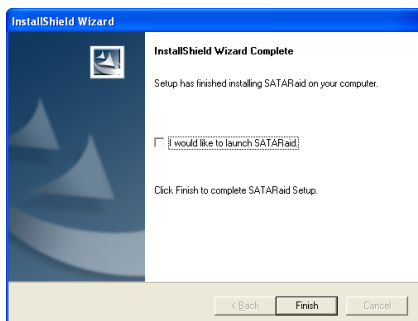 InstallShield Wizard
InstallShield Wizard Complete
Setup has finished installing SATARaid on your computer.
I would like to launch SATARaid.
Click Finish to complete SATARaid Setup.
< Back Finish Cancel